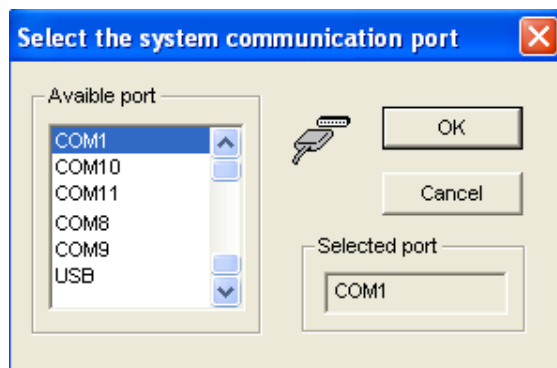 Select the system communication port
Avaible port
COM1
COM10
COM11
COM8
COM9
USB
OK
Cancel
Selected port
COM1